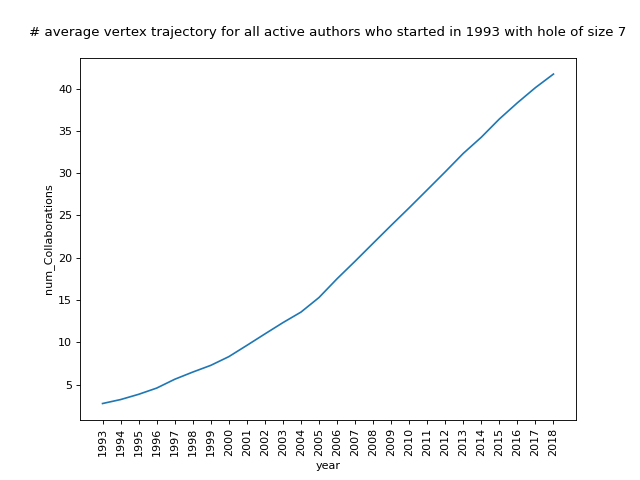 # average vertex trajectory for all active authors who started in 1993 with hole of size 7
40
35
30
25
20
15
10
5
num_Collaborations
1993 1994 1995 1996 1997 1998 1999 2000 2001 2002 2003 2004 2005 2006 2007 2008 2009 2010 2011 2012 2013 2014 2015 2016 2017 2018
year